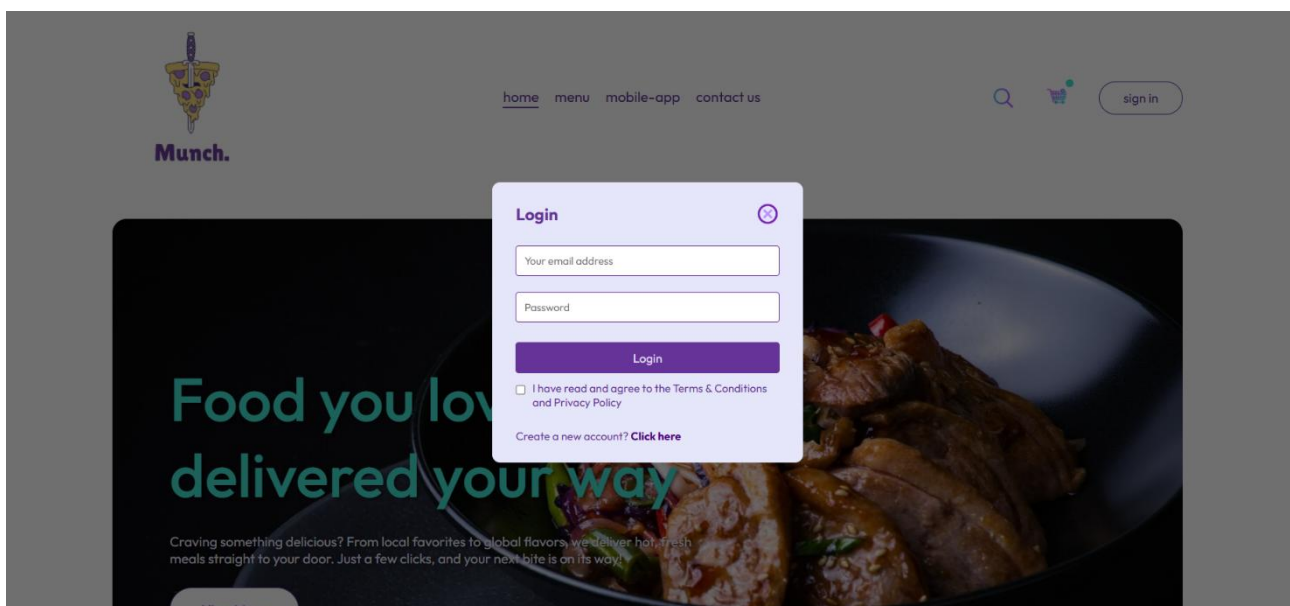 Munch.
home menu mobile-app contact us
sign in
Login
Your email address
Password
Login
I have read and agree to the Terms & Conditions
and Privacy Policy
Create a new account? Click here
Food you lov
delivered your way
Craving something delicious? From local favorites to global flavors, we deliver hot, fresh
meals straight to your door. Just a few clicks, and your next bite is on its way!